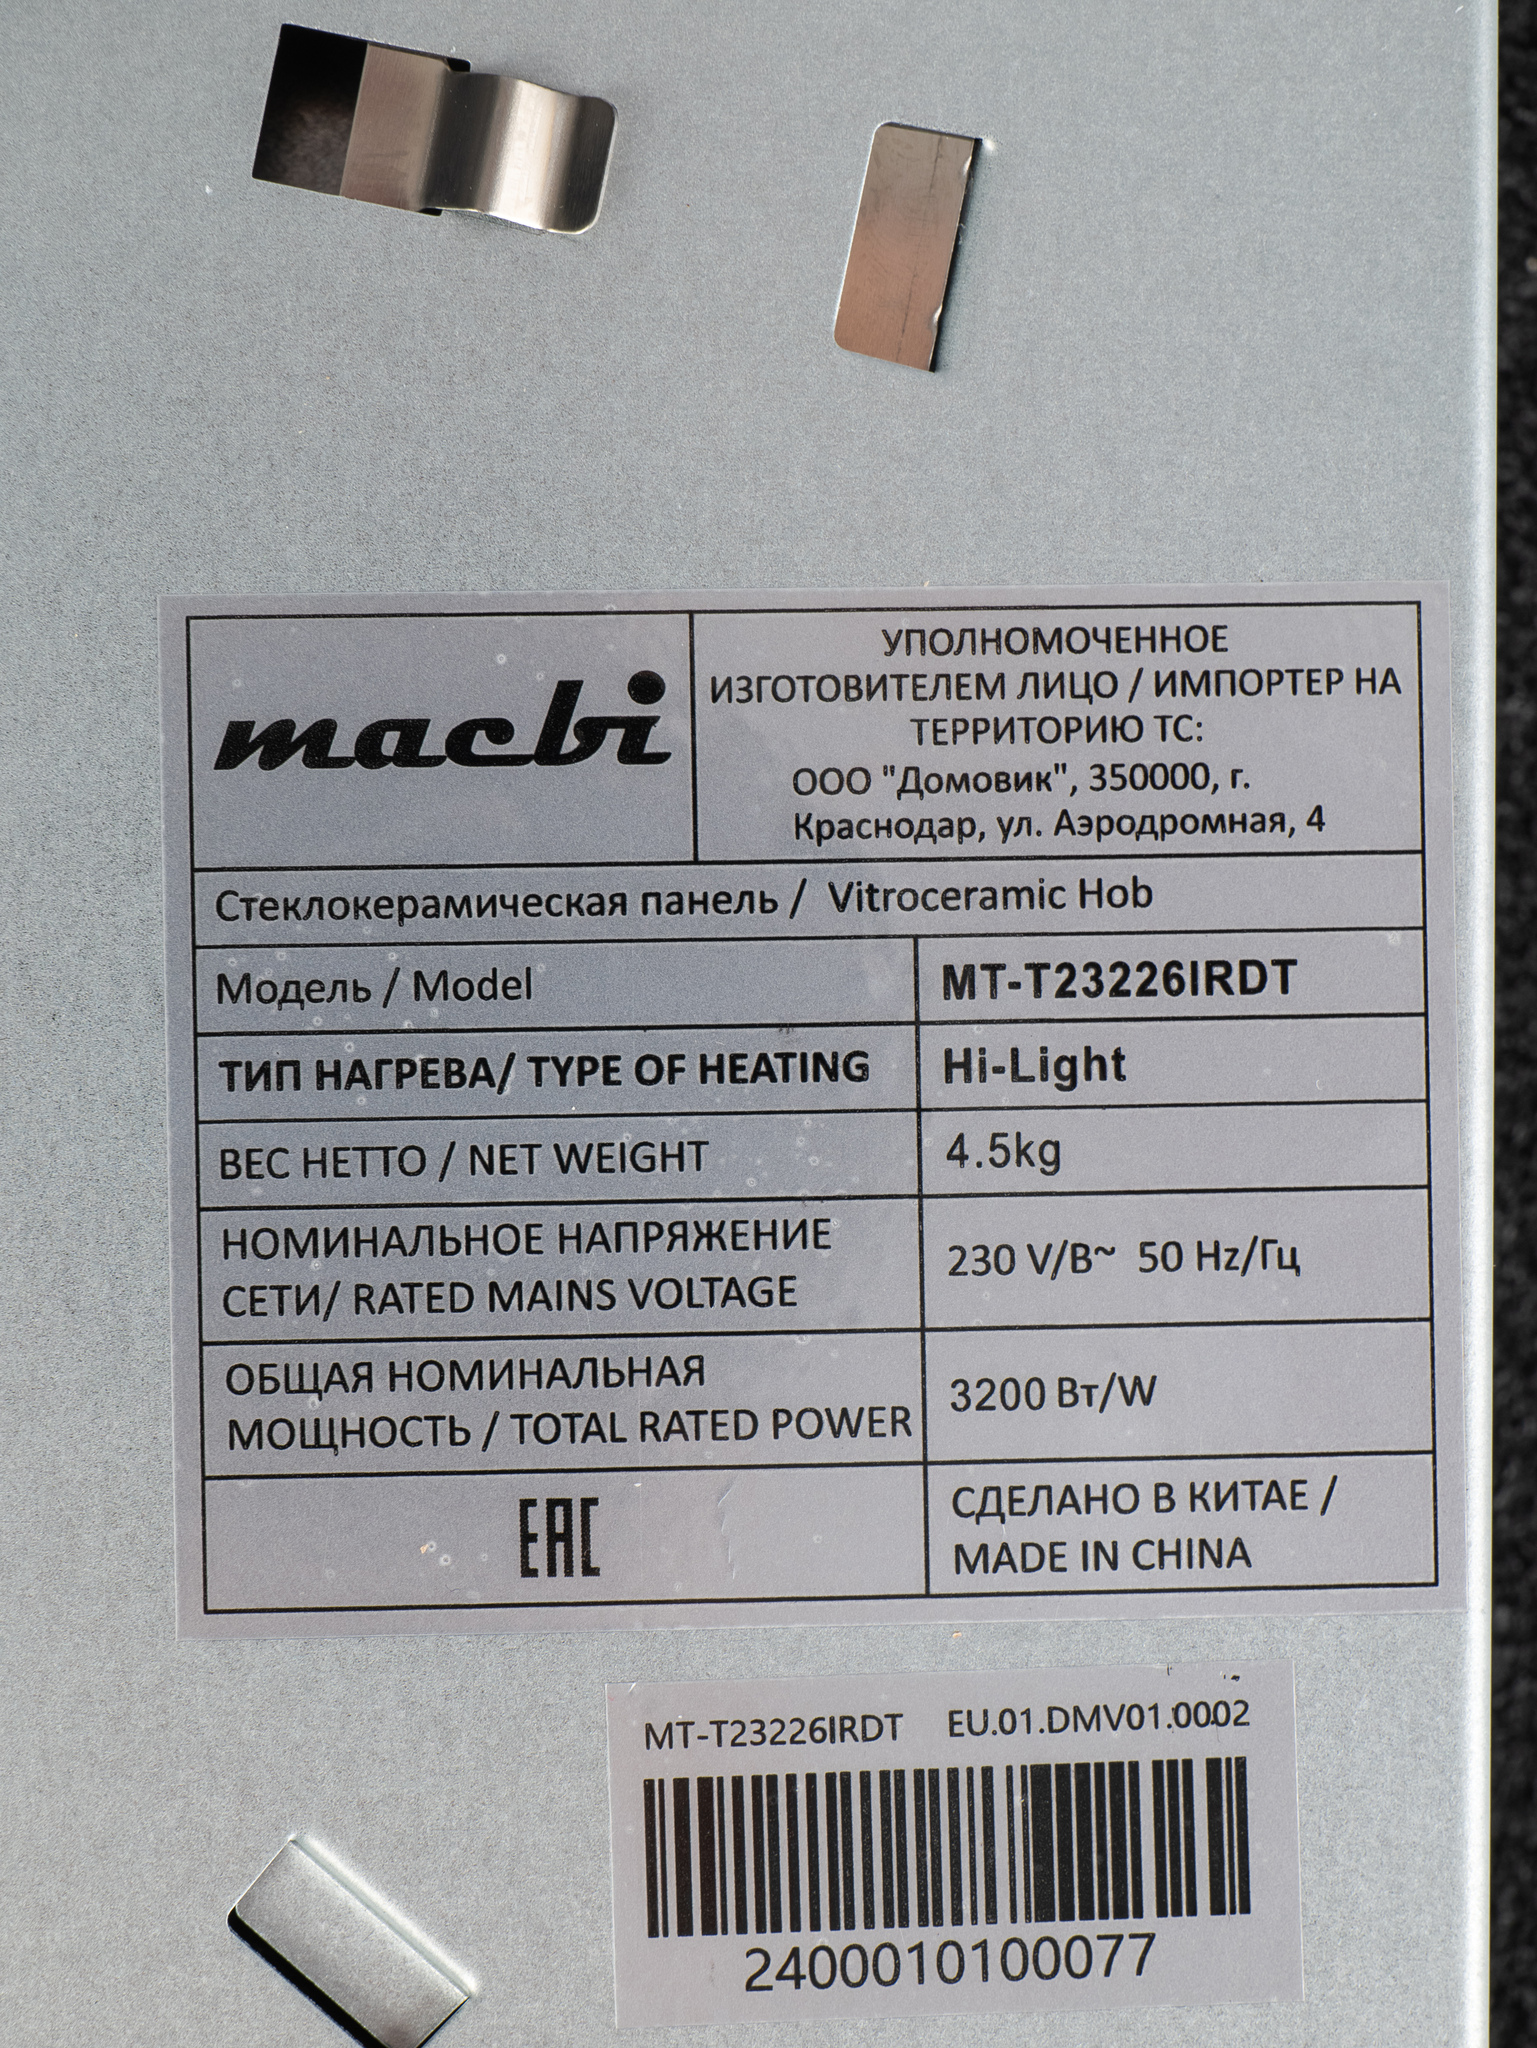 macbi
УПОЛНОМОЧЕННОЕ
ИЗГОТОВИТЕЛЕМ ЛИЦО / ИМПОРТЕР НА
ТЕРРИТОРИЮ ТС:
ООО "Домовик", 350000, г.
Краснодар, ул. Аэродромная, 4
Стеклокерамическая панель / Vitroceramic Hob
Модель / Model MT-T23226IRDT
ТИП НАГРЕВА/ TYPE OF HEATING Hi-Light
ВЕС НЕТТО / NET WEIGHT 4.5kg
НОМИНАЛЬНОЕ НАПРЯЖЕНИЕ
СЕТИ/ RATED MAINS VOLTAGE
230 V/В~ 50 Hz/Гц
ОБЩАЯ НОМИНАЛЬНАЯ
МОЩНОСТЬ / TOTAL RATED POWER
3200 Вт/W
EAC
СДЕЛАНО В КИТАЕ /
MADE IN CHINA
MT-T23226IRDT EU.01.DMV01.0002
2400010100077